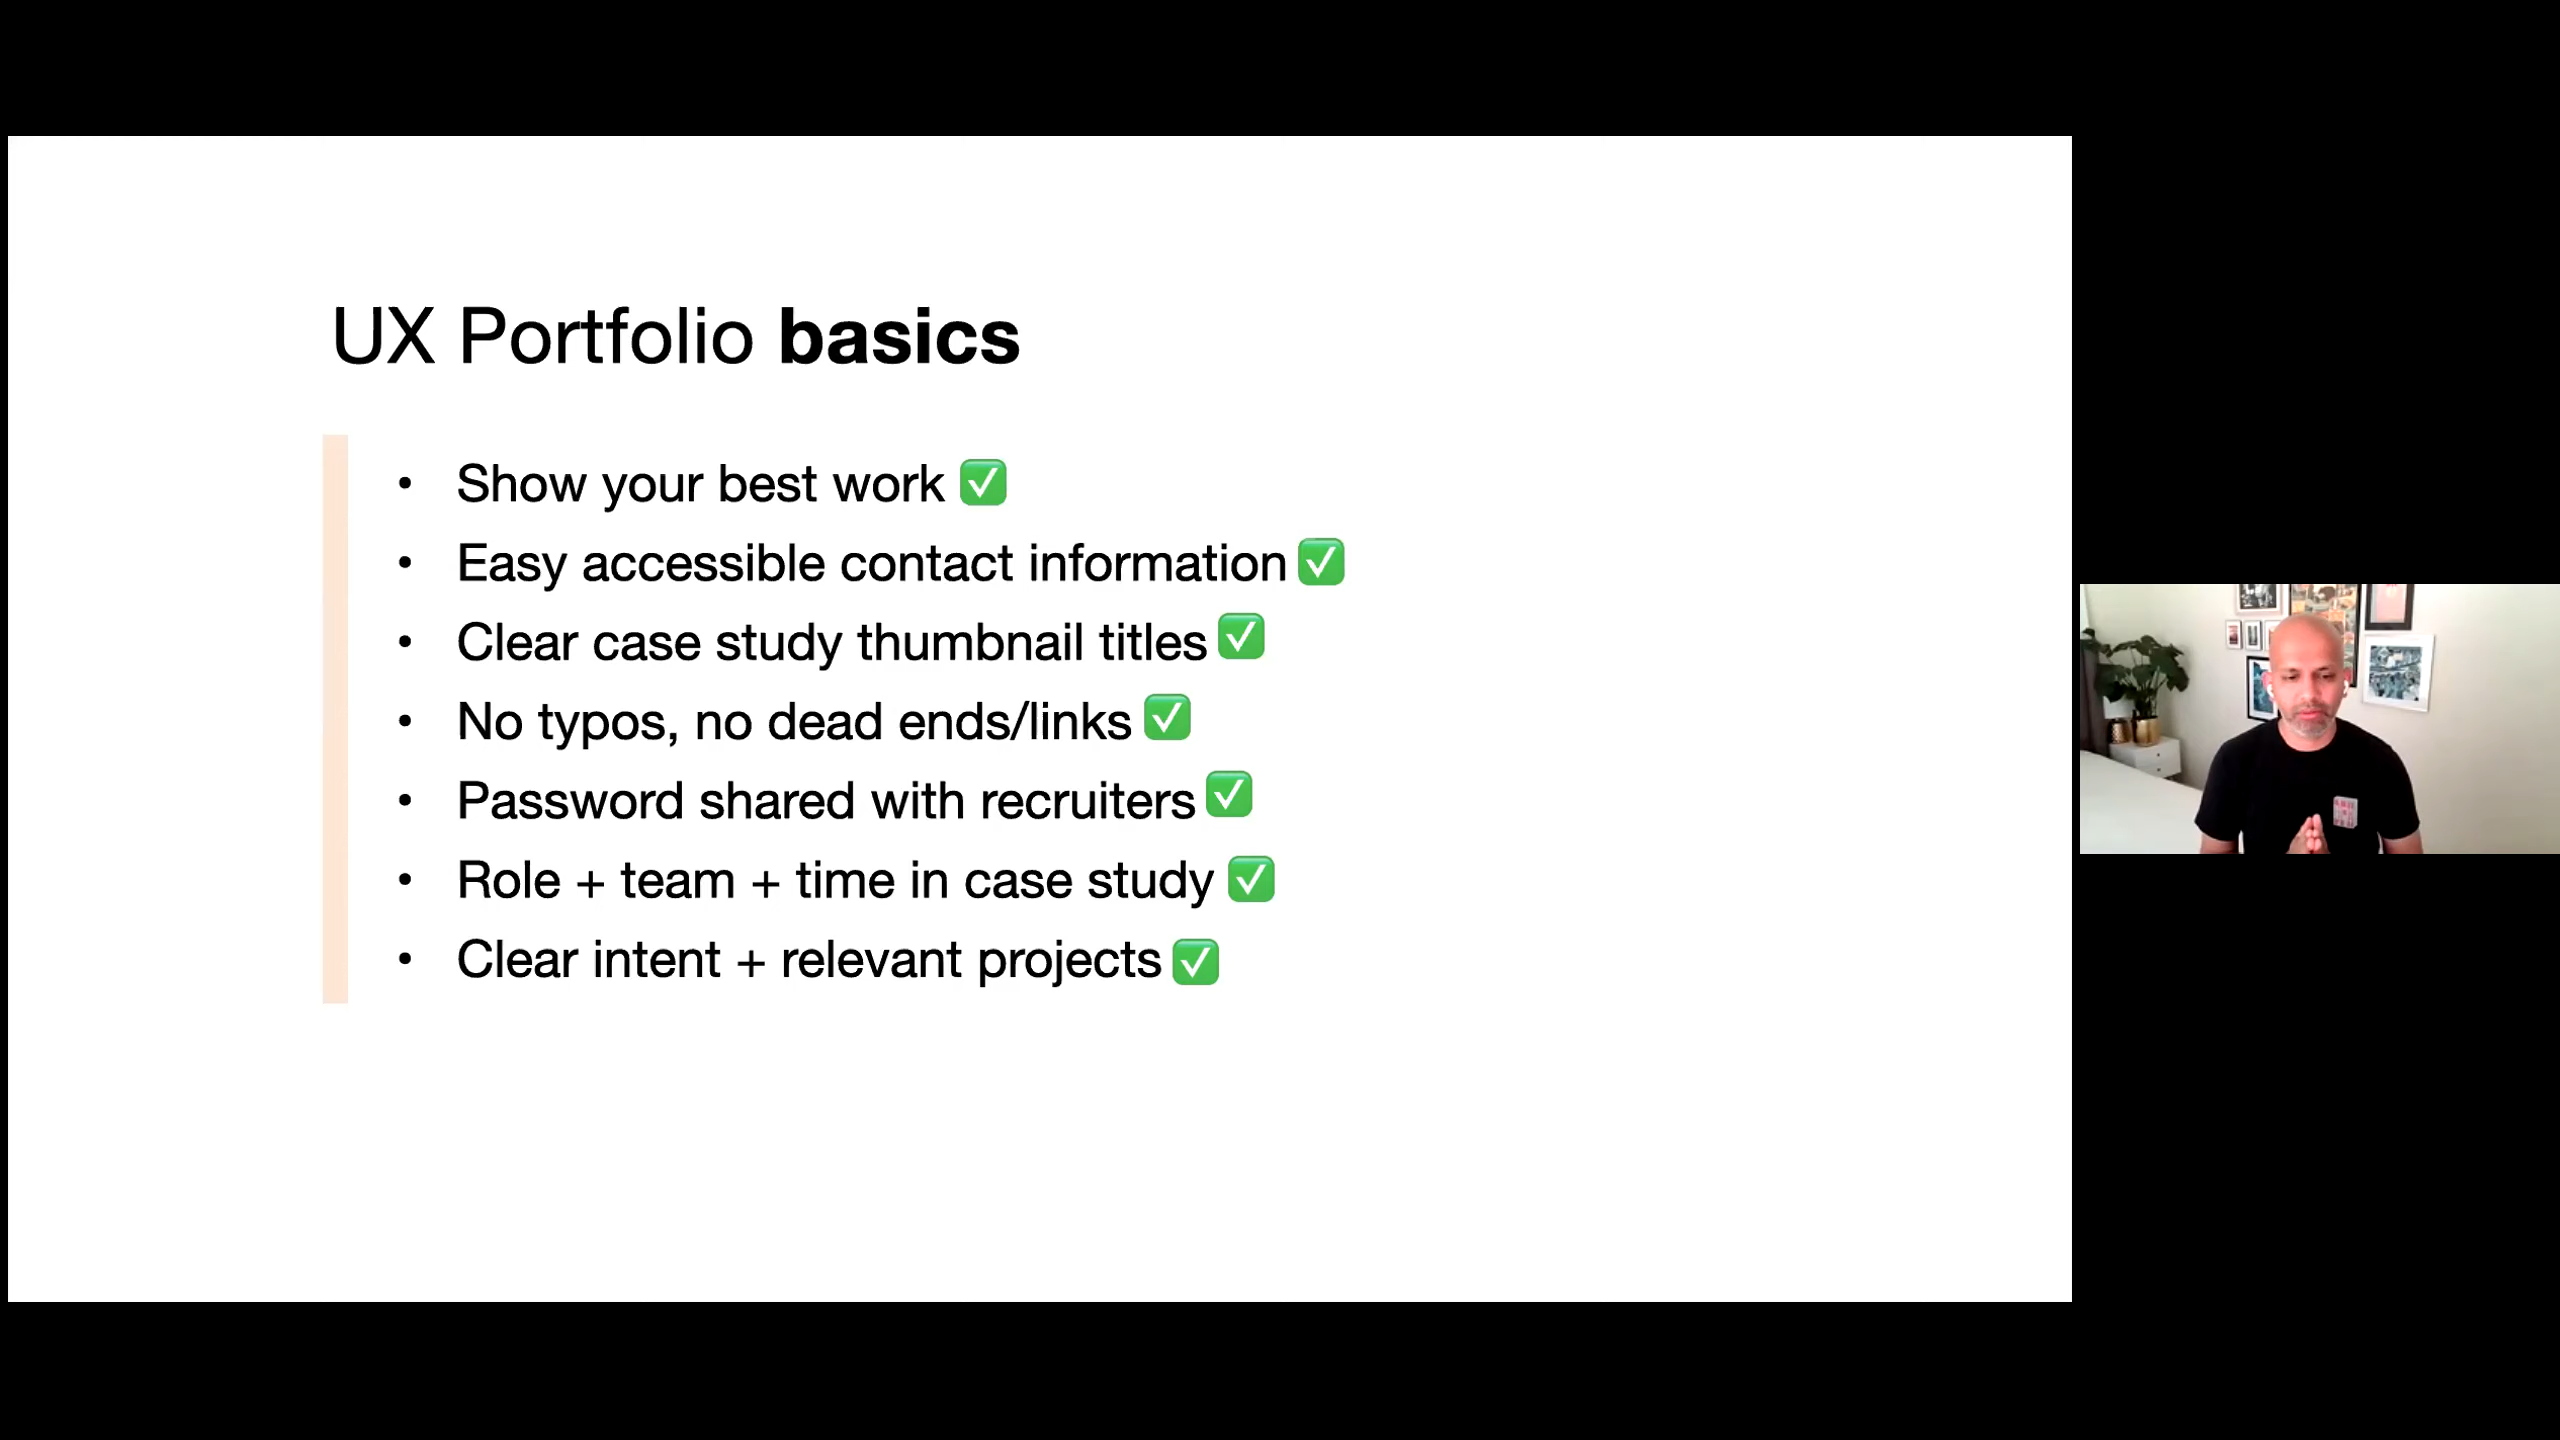 UX Portfolio basics
• Show your best work ✅
• Easy accessible contact information ✅
• Clear case study thumbnail titles ✅
• No typos, no dead ends/links ✅
• Password shared with recruiters ✅
• Role + team + time in case study ✅
• Clear intent + relevant projects ✅